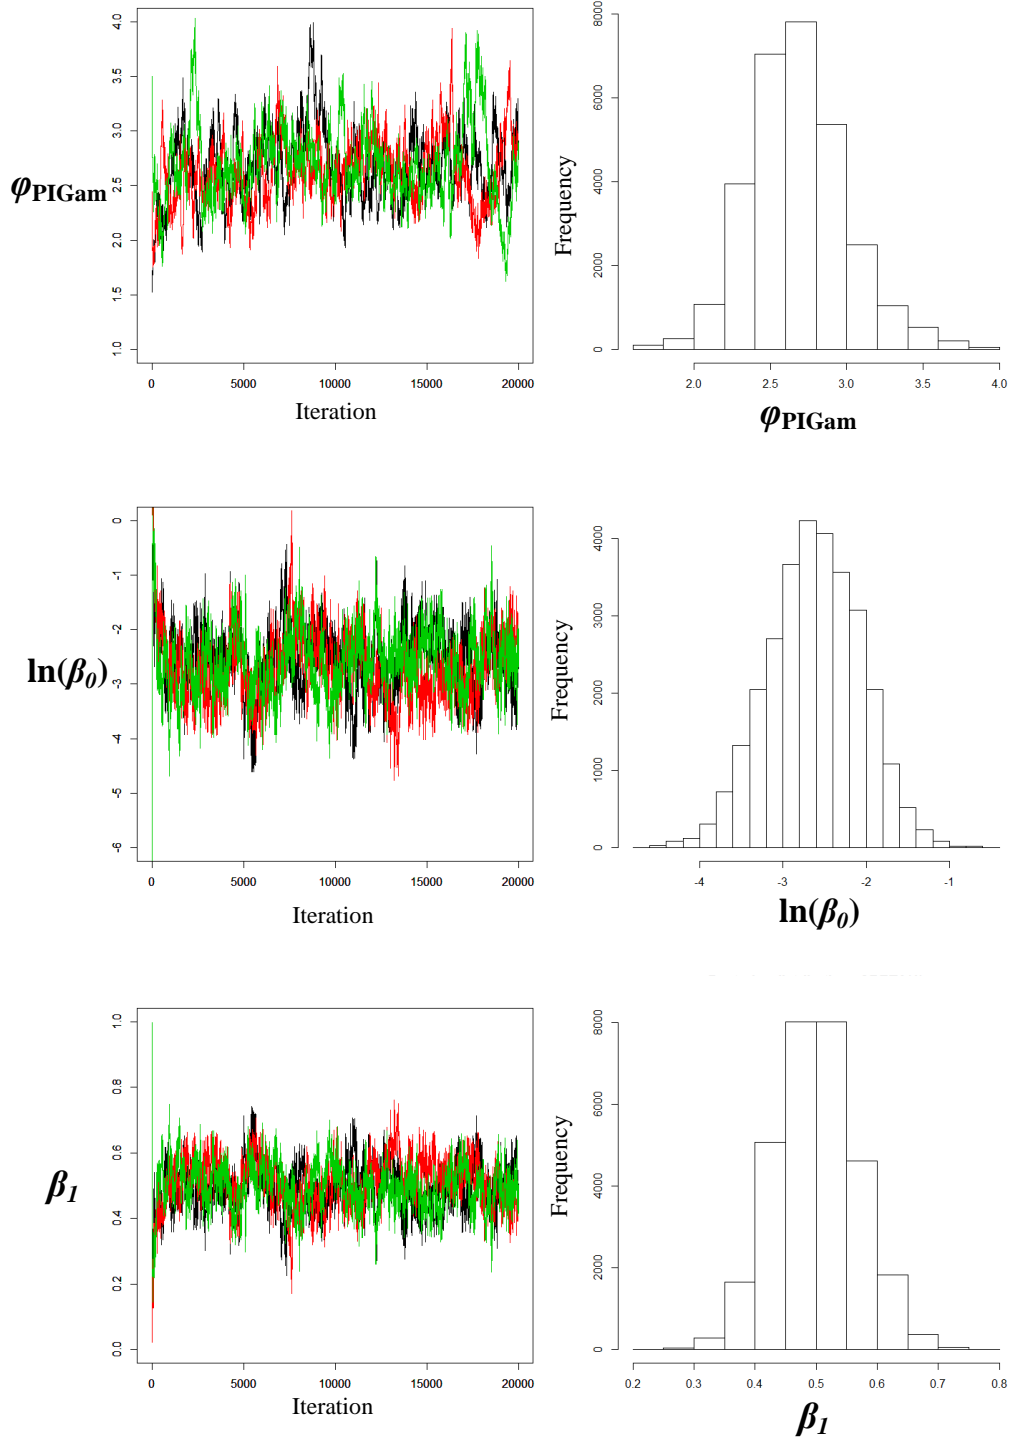 φPIGam
1.0 1.5 2.0 2.5 3.0 3.5 4.0
0 5000 10000 15000 20000
Iteration
Frequency
0 2000 4000 6000 8000
2.0 2.5 3.0 3.5 4.0
φPIGam
ln(β0)
-6 -5 -4 -3 -2 -1 0
0 5000 10000 15000 20000
Iteration
Frequency
0 1000 2000 3000 4000
-4 -3 -2 -1
ln(β0)
β1
0.0 0.2 0.4 0.6 0.8 1.0
0 5000 10000 15000 20000
Iteration
Frequency
0 2000 4000 6000 8000
0.2 0.3 0.4 0.5 0.6 0.7 0.8
β1